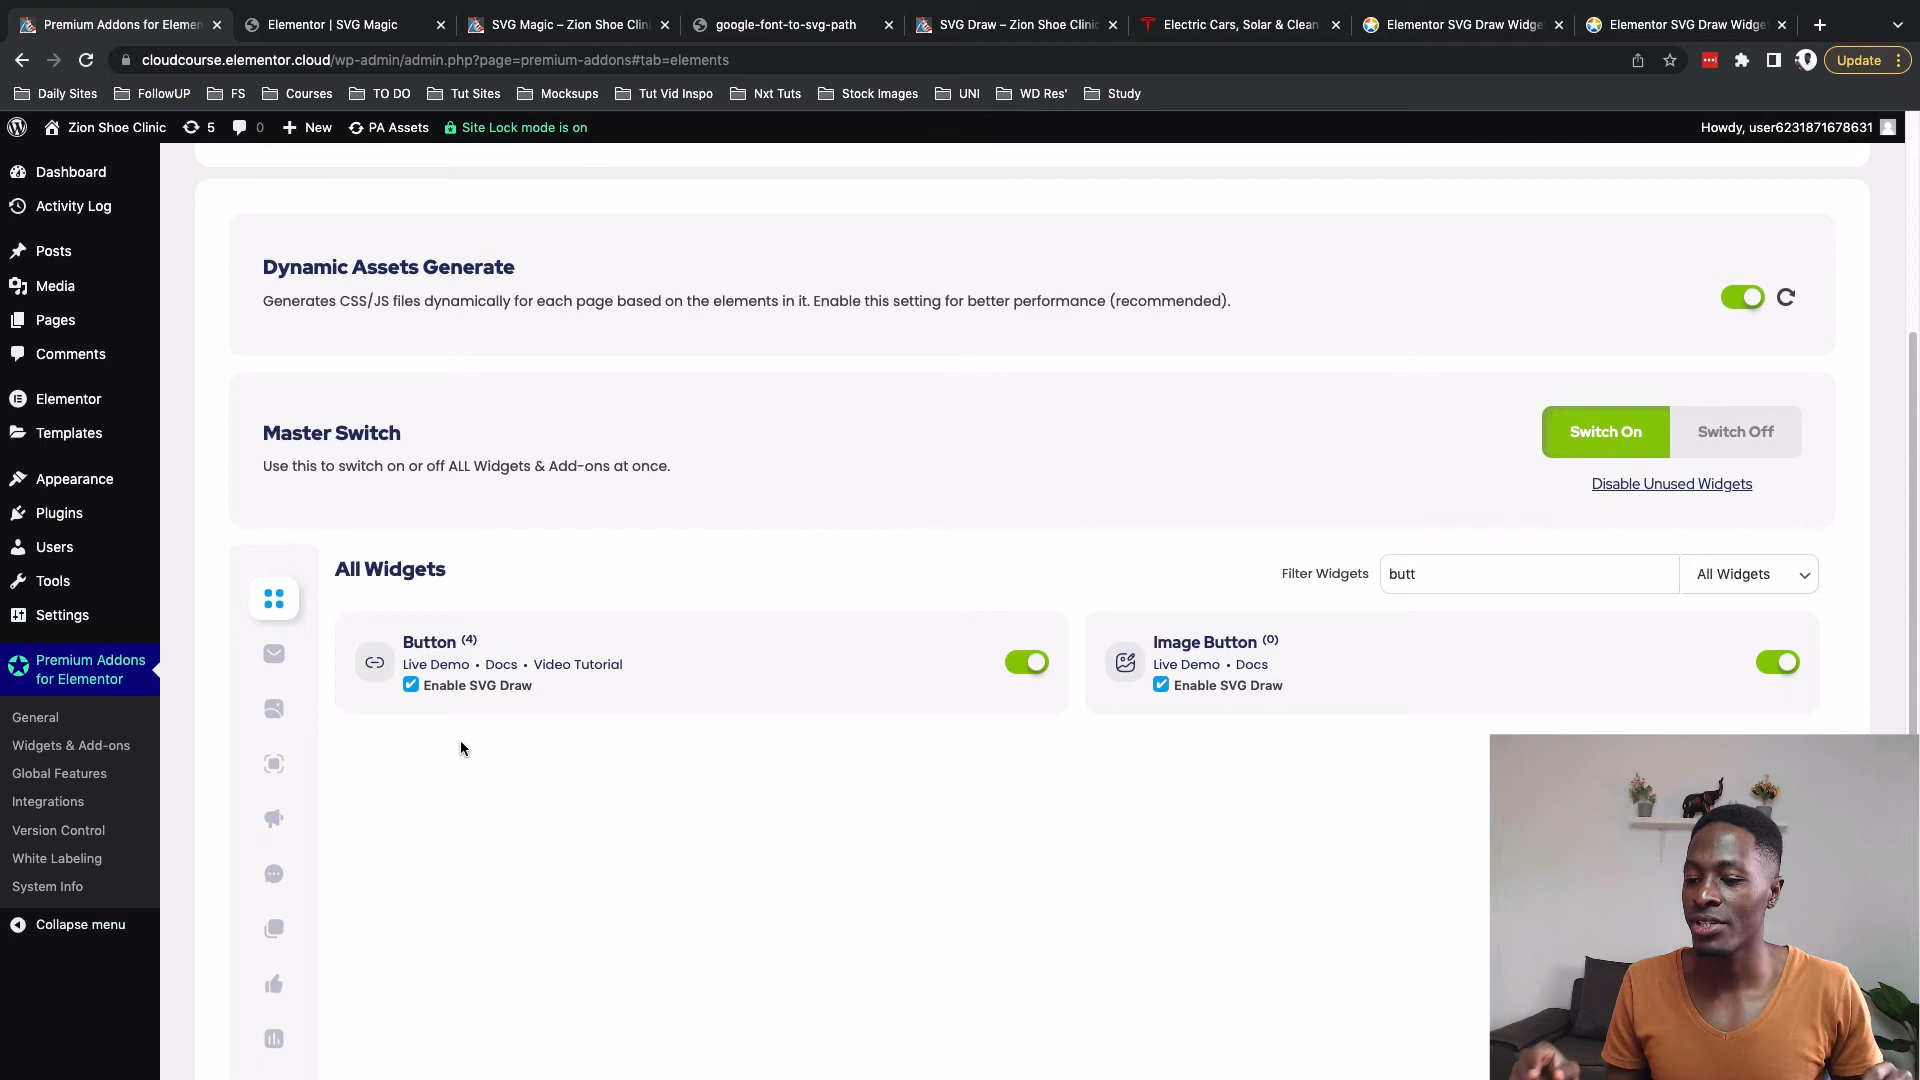 Premium Addons for Elemen
Elementor | SVG Magic
SVG Magic – Zion Shoe Clinic
google-font-to-svg-path
SVG Draw – Zion Shoe Clinic
Electric Cars, Solar & Clean
Elementor SVG Draw Widge
Elementor SVG Draw Widge
cloudcourse.elementor.cloud/wp-admin/admin.php?page=premium-addons#tab=elements
Update
Daily Sites
FollowUP
FS
Courses
TO DO
Tut Sites
Mocksups
Tut Vid Inspo
Nxt Tuts
Stock Images
UNI
WD Res'
Study
Zion Shoe Clinic
5
0
New
PA Assets
Site Lock mode is on
Howdy, user6231871678631
Dashboard
Activity Log
Posts
Media
Pages
Comments
Elementor
Templates
Appearance
Plugins
Users
Tools
Settings
Premium Addons
for Elementor
General
Widgets & Add-ons
Global Features
Integrations
Version Control
White Labeling
System Info
Collapse menu
Dynamic Assets Generate
Generates CSS/JS files dynamically for each page based on the elements in it. Enable this setting for better performance (recommended).
Master Switch
Use this to switch on or off ALL Widgets & Add-ons at once.
Switch On
Switch Off
Disable Unused Widgets
All Widgets
Filter Widgets
butt
All Widgets
Button (4)
Live Demo • Docs • Video Tutorial
Enable SVG Draw
Image Button (0)
Live Demo • Docs
Enable SVG Draw